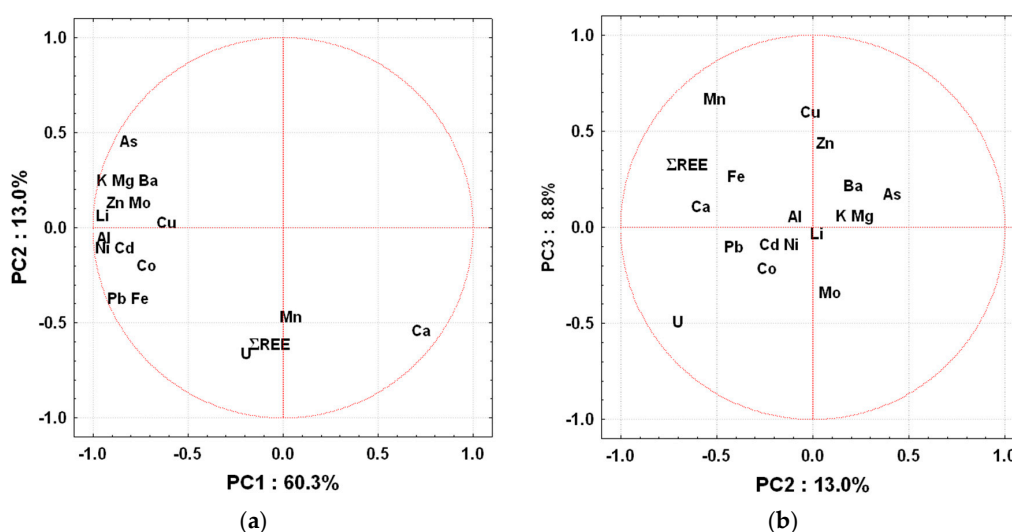 1.0
0.5
0.0
-0.5
-1.0
PC2 : 13.0%
As
K Mg Ba
Zn Mo
Li
Cu
Al
Ni Cd
Co
Pb Fe
Mn
ΣREE
U
Ca
-1.0 -0.5 0.0 0.5 1.0
PC1 : 60.3%
(a)
1.0
0.5
0.0
-0.5
-1.0
PC3 : 8.8%
Mn
Cu
Zn
ΣREE
Fe
Ba
As
Ca
Al
K Mg
Li
Pb
Cd Ni
Co
Mo
U
-1.0 -0.5 0.0 0.5 1.0
PC2 : 13.0%
(b)